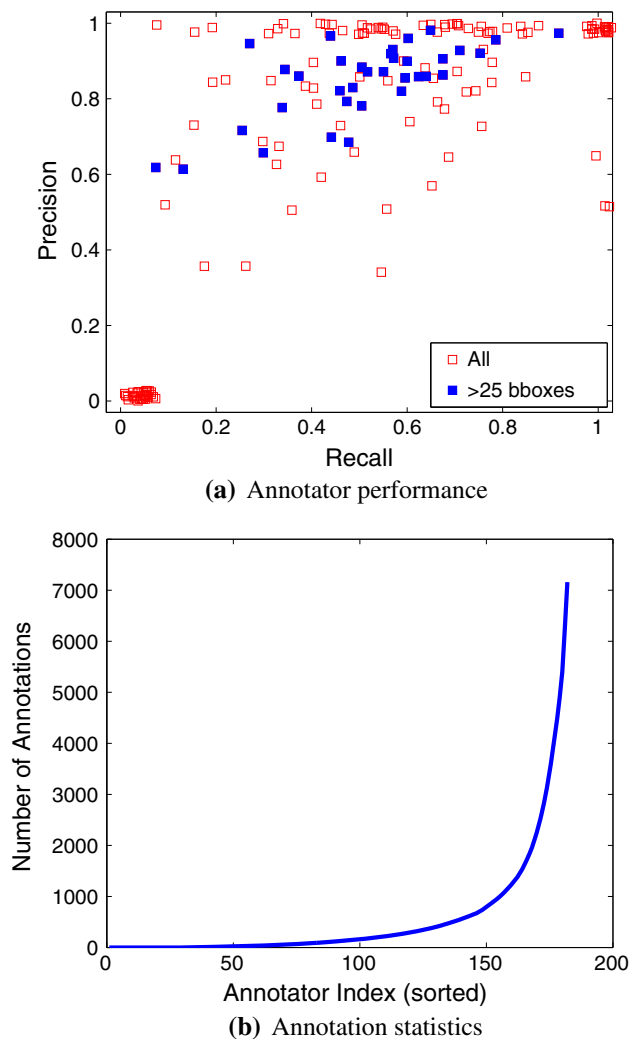 1
0.8
0.6
0.4
0.2
0
Precision
All
>25 bboxes
0 0.2 0.4 0.6 0.8 1
Recall
(a) Annotator performance
8000
7000
6000
5000
4000
3000
2000
1000
0
Number of Annotations
50 100 150 200
Annotator Index (sorted)
(b) Annotation statistics